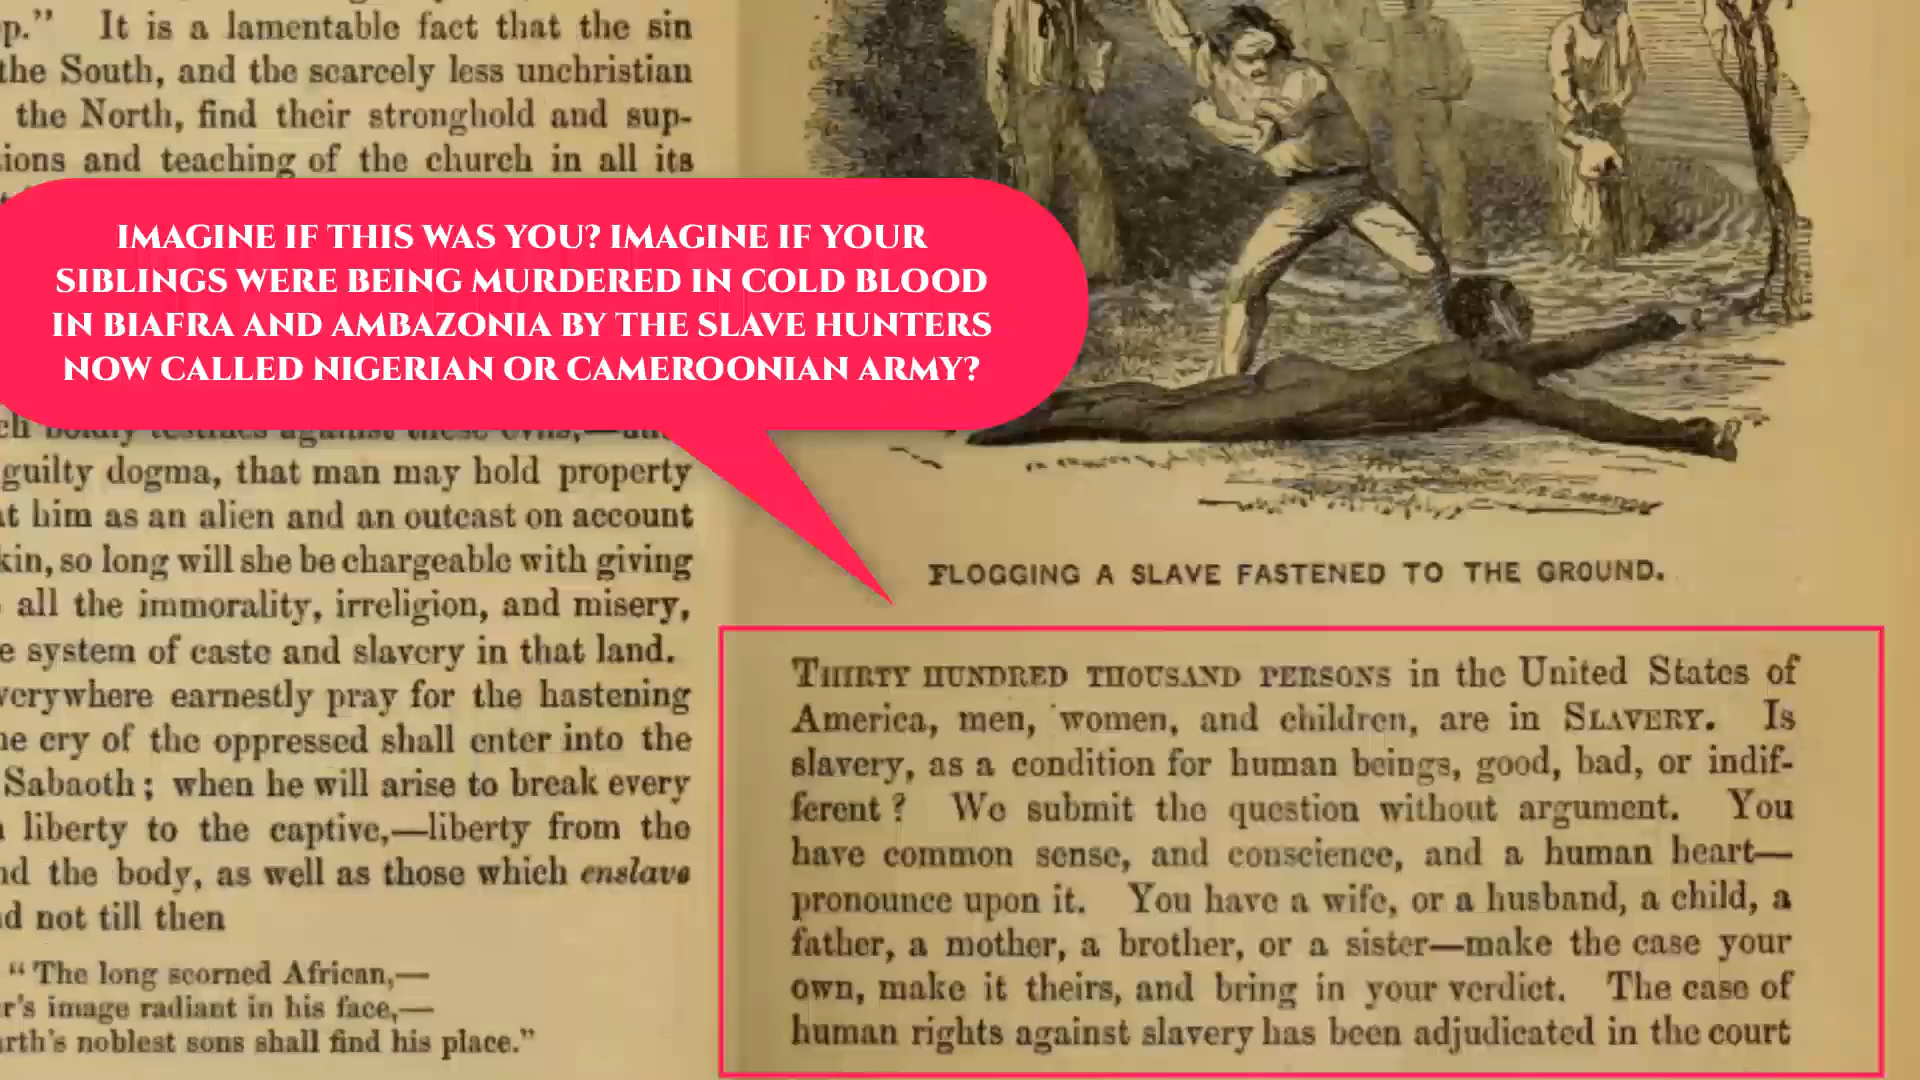 p." It is a lamentable fact that the sin
the South, and the scarcely less unchristian
the North, find their stronghold and sup-
ions and teaching of the church in all its
IMAGINE IF THIS WAS YOU? IMAGINE IF YOUR
SIBLINGS WERE BEING MURDERED IN COLD BLOOD
IN BIAFRA AND AMBAZONIA BY THE SLAVE HUNTERS
NOW CALLED NIGERIAN OR CAMEROONIAN ARMY?
ch boldly testifies against these evils,—and
guilty dogma, that man may hold property
at him as an alien and an outcast on account
kin, so long will she be chargeable with giving
all the immorality, irreligion, and misery,
e system of caste and slavery in that land.
verywhere earnestly pray for the hastening
he cry of the oppressed shall enter into the
Sabaoth; when he will arise to break every
liberty to the captive,—liberty from the
nd the body, as well as those which enslave
d not till then
"The long scorned African,—
r's image radiant in his face,—
arth's noblest sons shall find his place."
FLOGGING A SLAVE FASTENED TO THE GROUND.
THIRTY HUNDRED THOUSAND PERSONS in the United States of
America, men, women, and children, are in SLAVERY. Is
slavery, as a condition for human beings, good, bad, or indif-
ferent? We submit the question without argument. You
have common sense, and conscience, and a human heart—
pronounce upon it. You have a wife, or a husband, a child, a
father, a mother, a brother, or a sister—make the case your
own, make it theirs, and bring in your verdict. The case of
human rights against slavery has been adjudicated in the court